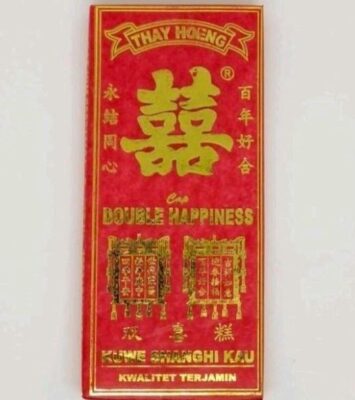 THAY HOENG
囍®
百年好合
永結同心
Cap
DOUBLE HAPPINESS
双喜糕
KUWE SHANGHI KAU
KWALITET TERJAMIN